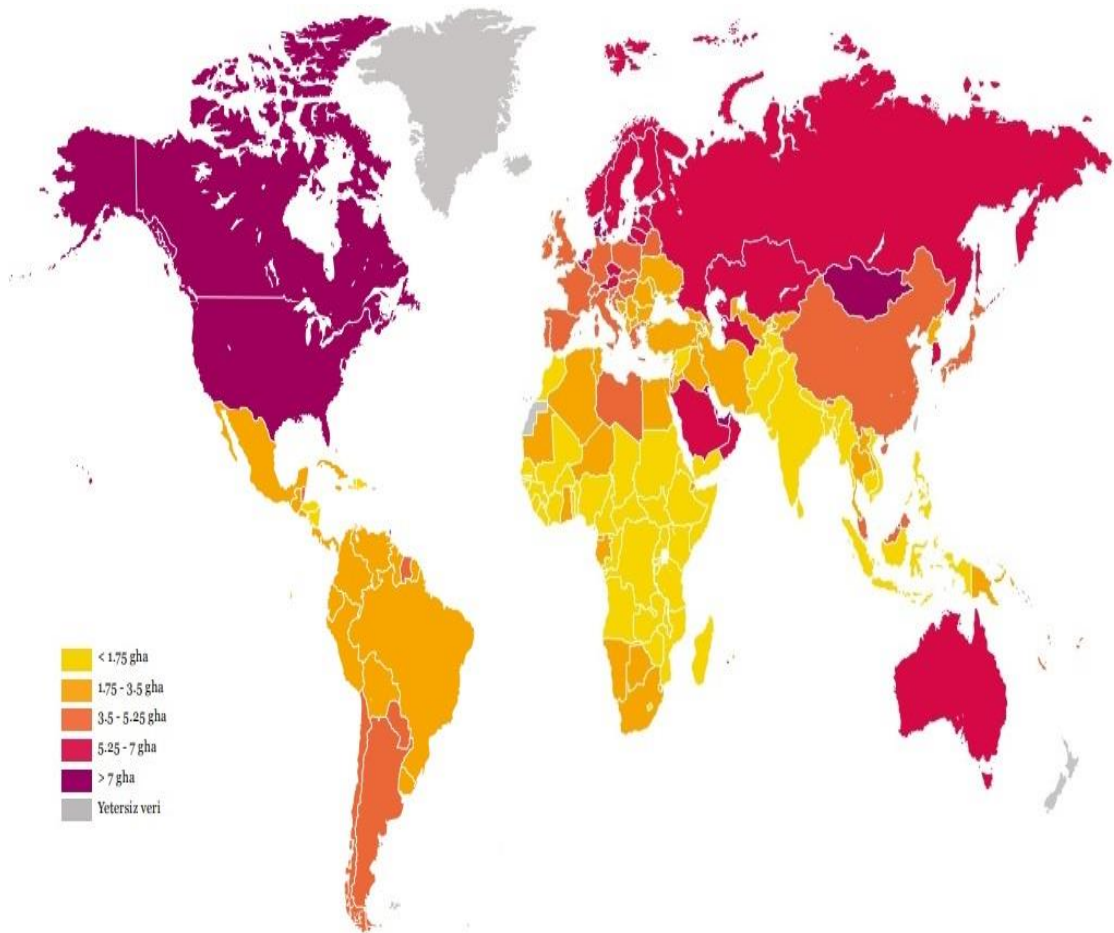 < 1.75 gha
1.75 - 3.5 gha
3.5 - 5.25 gha
5.25 - 7 gha
> 7 gha
Yetersiz veri